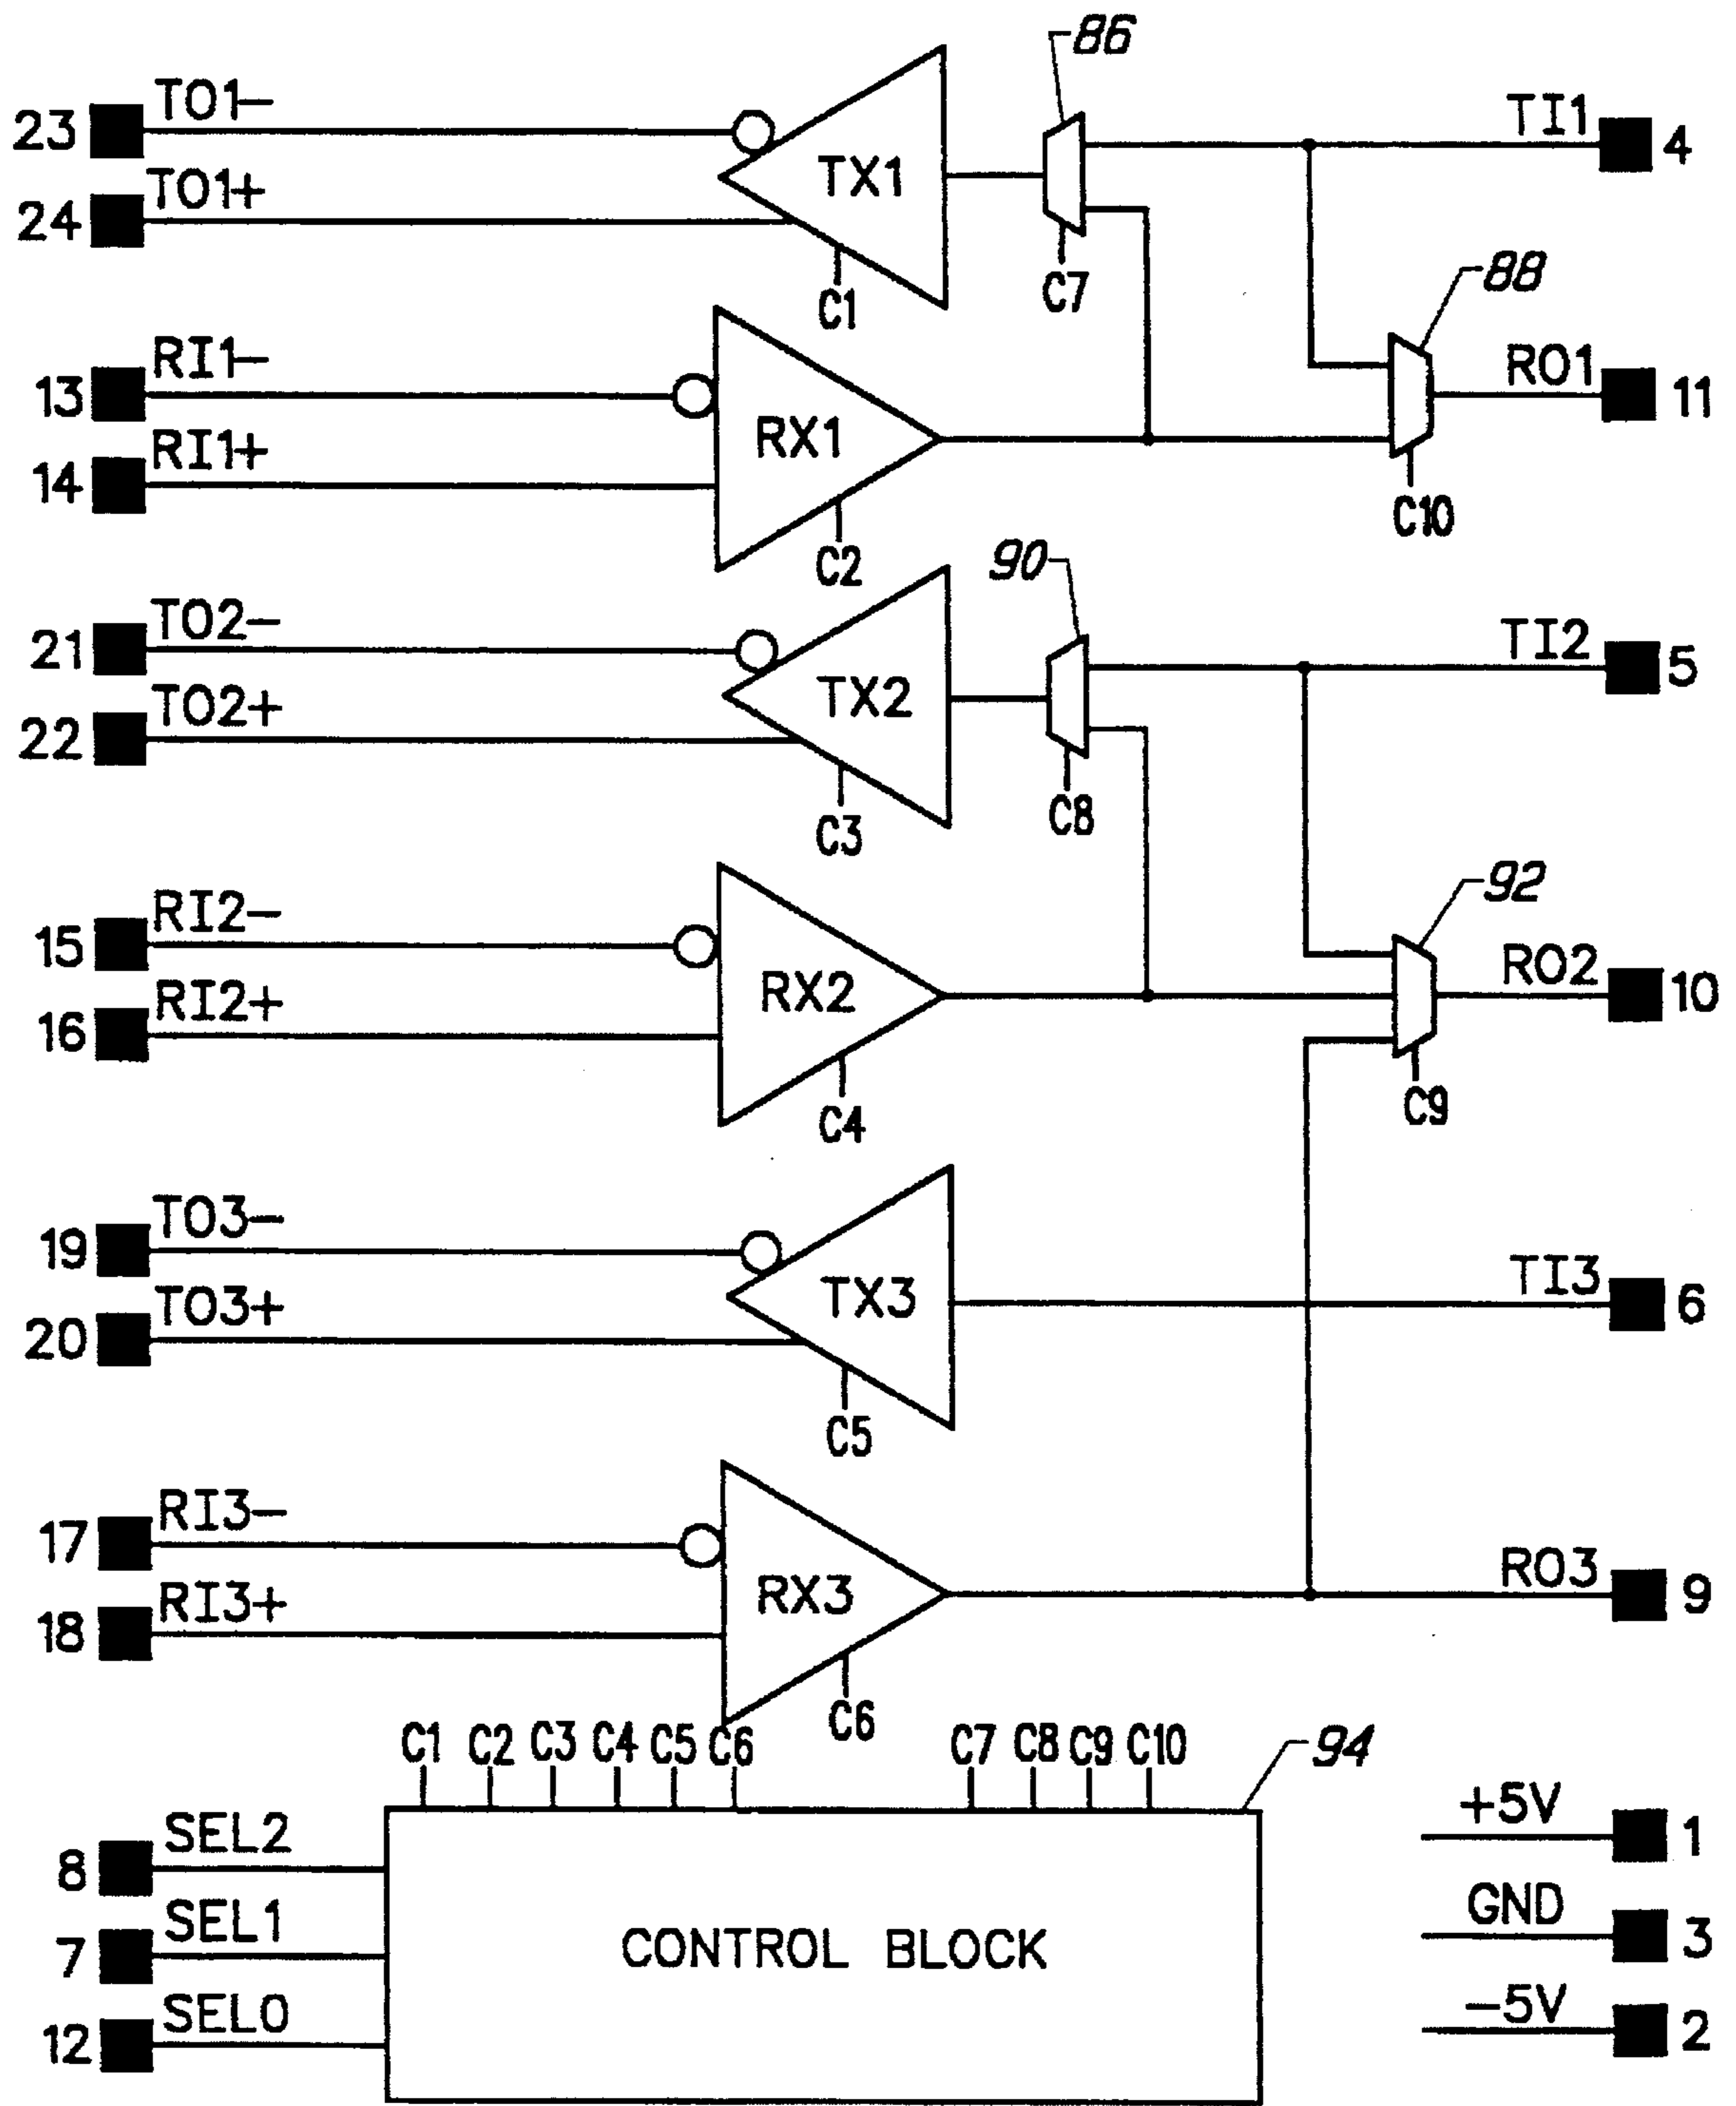 86
23 TO1- TI1 4
TX1
24 TO1+
C1 C7
88
13 RI1- RO1 11
RX1
14 RI1+
C2 C10
90
21 TO2- TI2 5
TX2
22 TO2+
C3 C8
92
15 RI2- RO2 10
RX2
16 RI2+
C4 C9
19 TO3- TI3 6
TX3
20 TO3+
C5
17 RI3- RO3 9
RX3
18 RI3+
C6
C1 C2 C3 C4 C5 C6 C7 C8 C9 C10 94
8 SEL2 +5V 1
7 SEL1 CONTROL BLOCK GND 3
12 SEL0 -5V 2